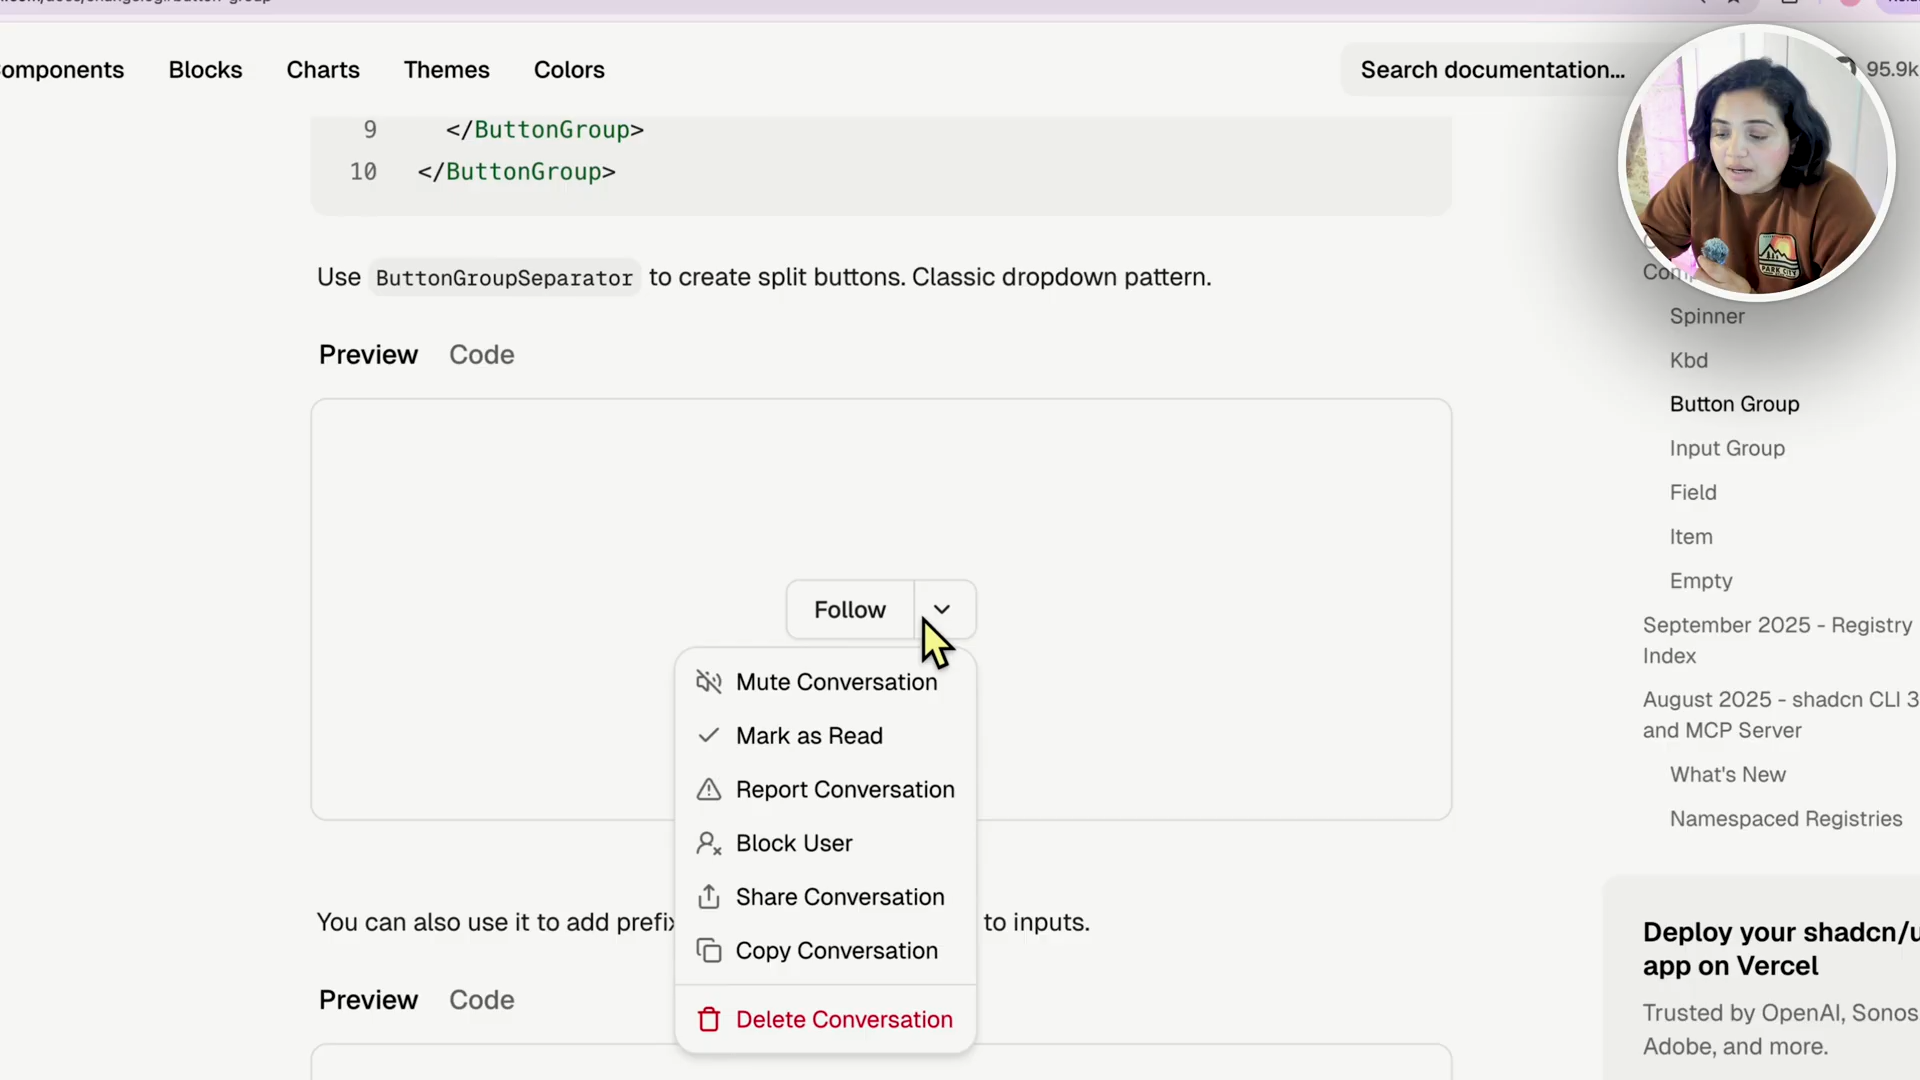 omponents Blocks Charts Themes Colors Search documentation... 95.9k
9 </ButtonGroup>
10 </ButtonGroup>
Use ButtonGroupSeparator to create split buttons. Classic dropdown pattern.
Preview Code
Follow
Mute Conversation
Mark as Read
Report Conversation
Block User
Share Conversation
Copy Conversation
Delete Conversation
You can also use it to add prefix to inputs.
Preview Code
Spinner
Kbd
Button Group
Input Group
Field
Item
Empty
September 2025 - Registry
Index
August 2025 - shadcn CLI 3
and MCP Server
What's New
Namespaced Registries
Deploy your shadcn/u
app on Vercel
Trusted by OpenAI, Sonos
Adobe, and more.
PARK CITY